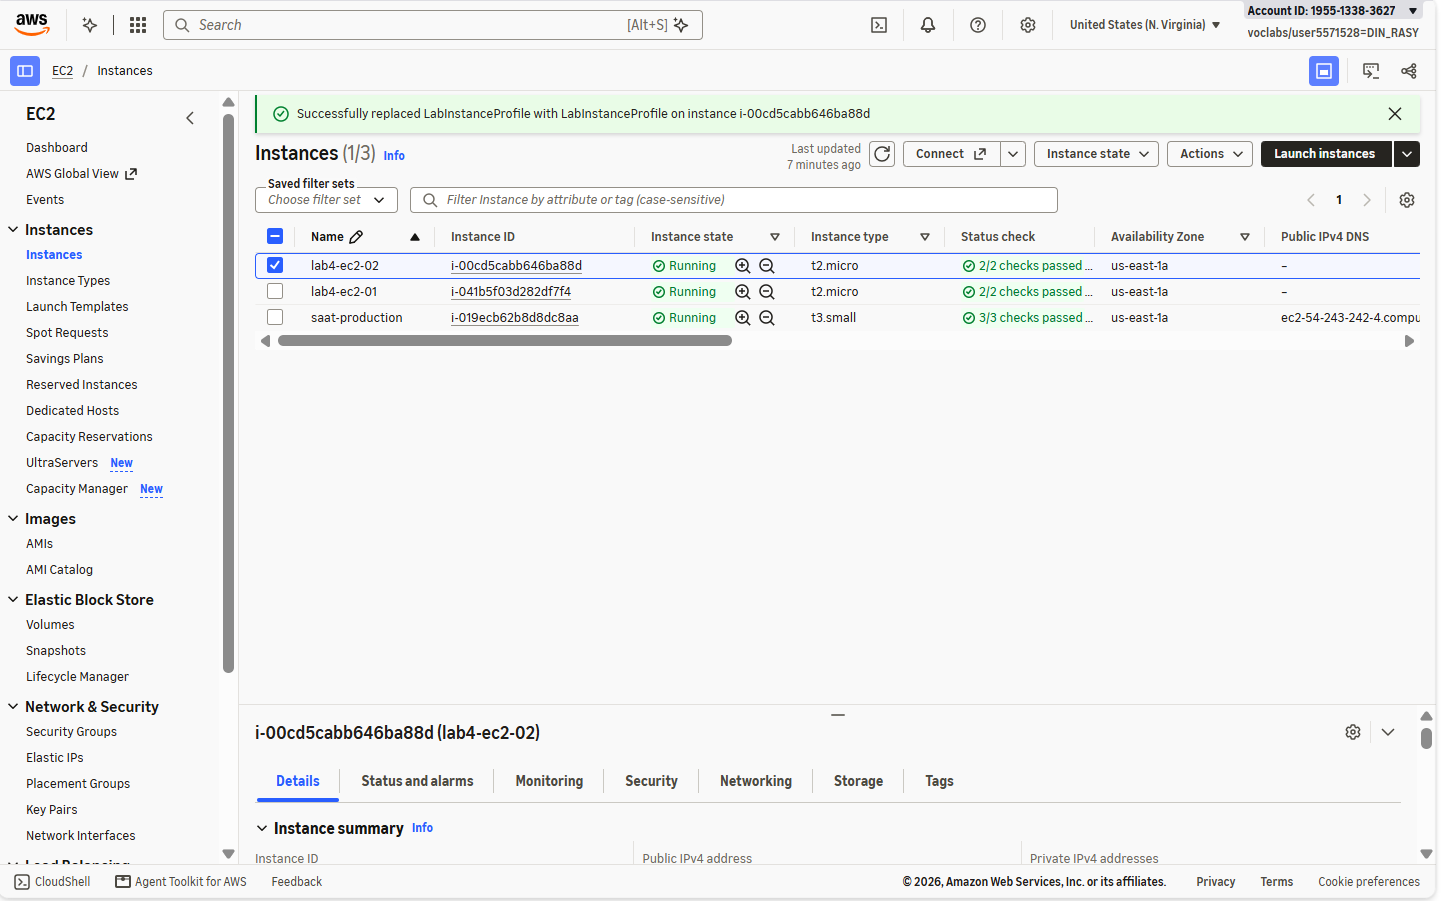 aws
Search
[Alt+S]
United States (N. Virginia)
Account ID: 1955-1338-3627
voclabs/user5571528=DIN_RASY
EC2 / Instances
EC2
Dashboard
AWS Global View
Events
Instances
Instances
Instance Types
Launch Templates
Spot Requests
Savings Plans
Reserved Instances
Dedicated Hosts
Capacity Reservations
UltraServers New
Capacity Manager New
Images
AMIs
AMI Catalog
Elastic Block Store
Volumes
Snapshots
Lifecycle Manager
Network & Security
Security Groups
Elastic IPs
Placement Groups
Key Pairs
Network Interfaces
Load Balancing
Successfully replaced LabInstanceProfile with LabInstanceProfile on instance i-00cd5cabb646ba88d
Instances (1/3) Info
Last updated
7 minutes ago
Connect
Instance state
Actions
Launch instances
Saved filter sets
Choose filter set
Filter Instance by attribute or tag (case-sensitive)
1
Name Instance ID Instance state Instance type Status check Availability Zone Public IPv4 DNS
lab4-ec2-02 i-00cd5cabb646ba88d Running t2.micro 2/2 checks passed ... us-east-1a –
lab4-ec2-01 i-041b5f03d282df7f4 Running t2.micro 2/2 checks passed ... us-east-1a –
saat-production i-019ecb62b8d8dc8aa Running t3.small 3/3 checks passed ... us-east-1a ec2-54-243-242-4.compu
i-00cd5cabb646ba88d (lab4-ec2-02)
Details Status and alarms Monitoring Security Networking Storage Tags
Instance summary Info
Instance ID Public IPv4 address Private IPv4 addresses
CloudShell Agent Toolkit for AWS Feedback
© 2026, Amazon Web Services, Inc. or its affiliates. Privacy Terms Cookie preferences